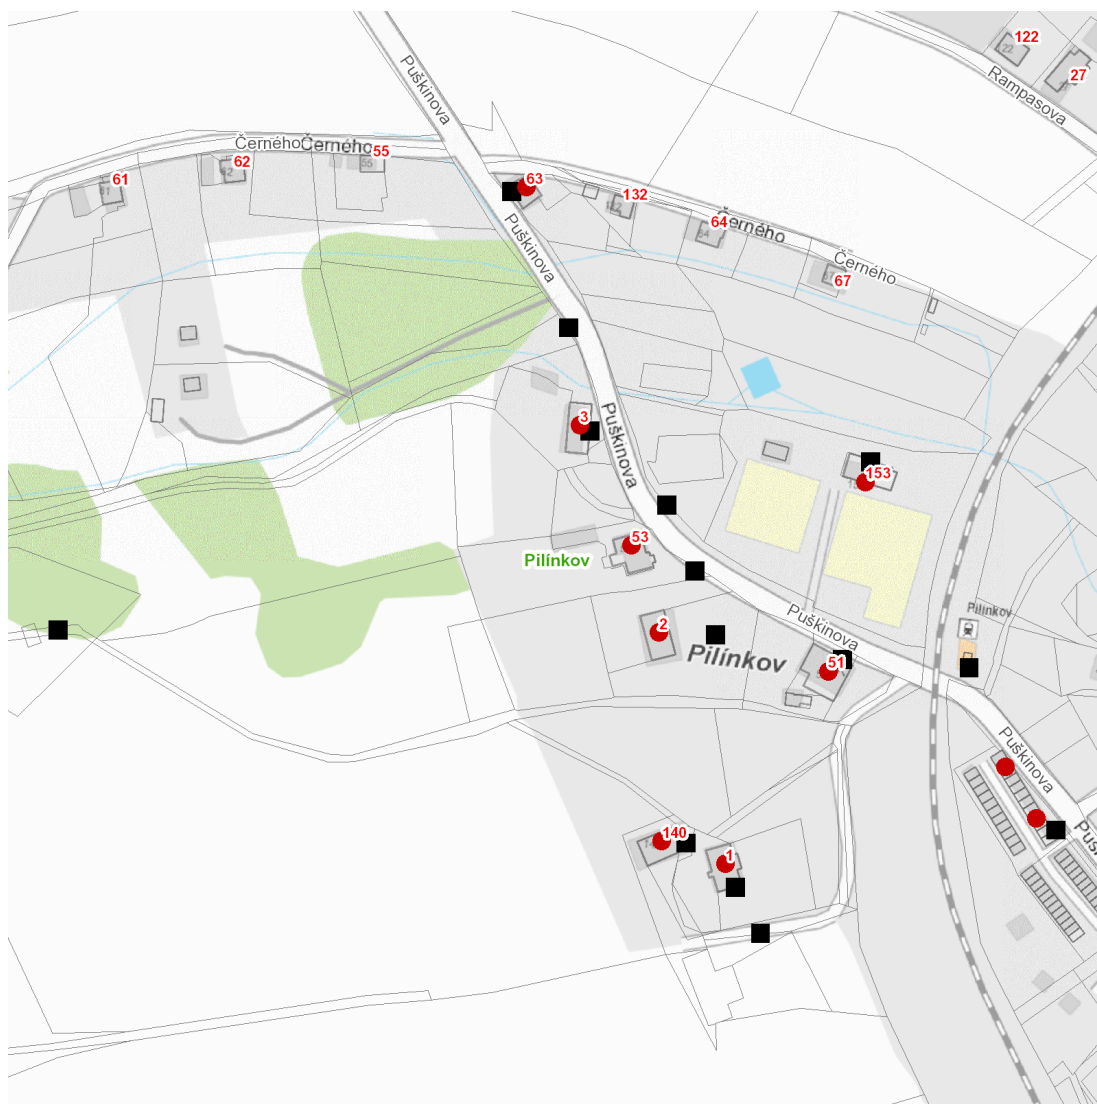 122
27
Rampasova
Puškinova
Černého
Černého
55
62
61
63
132
64
Černého
Černého
67
Puškinova
3
Puškinova
153
53
Pilínkov
2
Pilínkov
Puškinova
51
Pilínkov
Puškinova
140
1